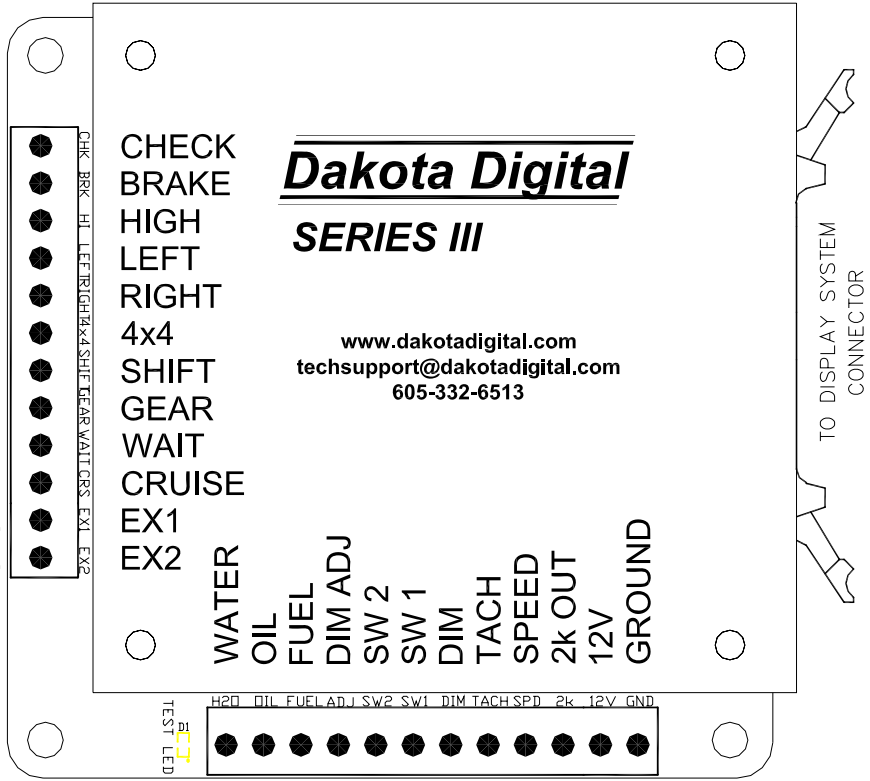 CHK
BRK
HI
LEFT
RIGHT
4x4
SHIFT
GEAR
WAIT
CRS
EX1
EX2
CHECK
BRAKE
HIGH
LEFT
RIGHT
4x4
SHIFT
GEAR
WAIT
CRUISE
EX1
EX2
Dakota Digital
SERIES III
www.dakotadigital.com
techsupport@dakotadigital.com
605-332-6513
TO DISPLAY SYSTEM
CONNECTOR
WATER
OIL
FUEL
DIM ADJ
SW 2
SW 1
DIM
TACH
SPEED
2k OUT
12V
GROUND
H2O OIL FUEL ADJ SW2 SW1 DIM TACH SPD 2k 12V GND
TEST LED
D1